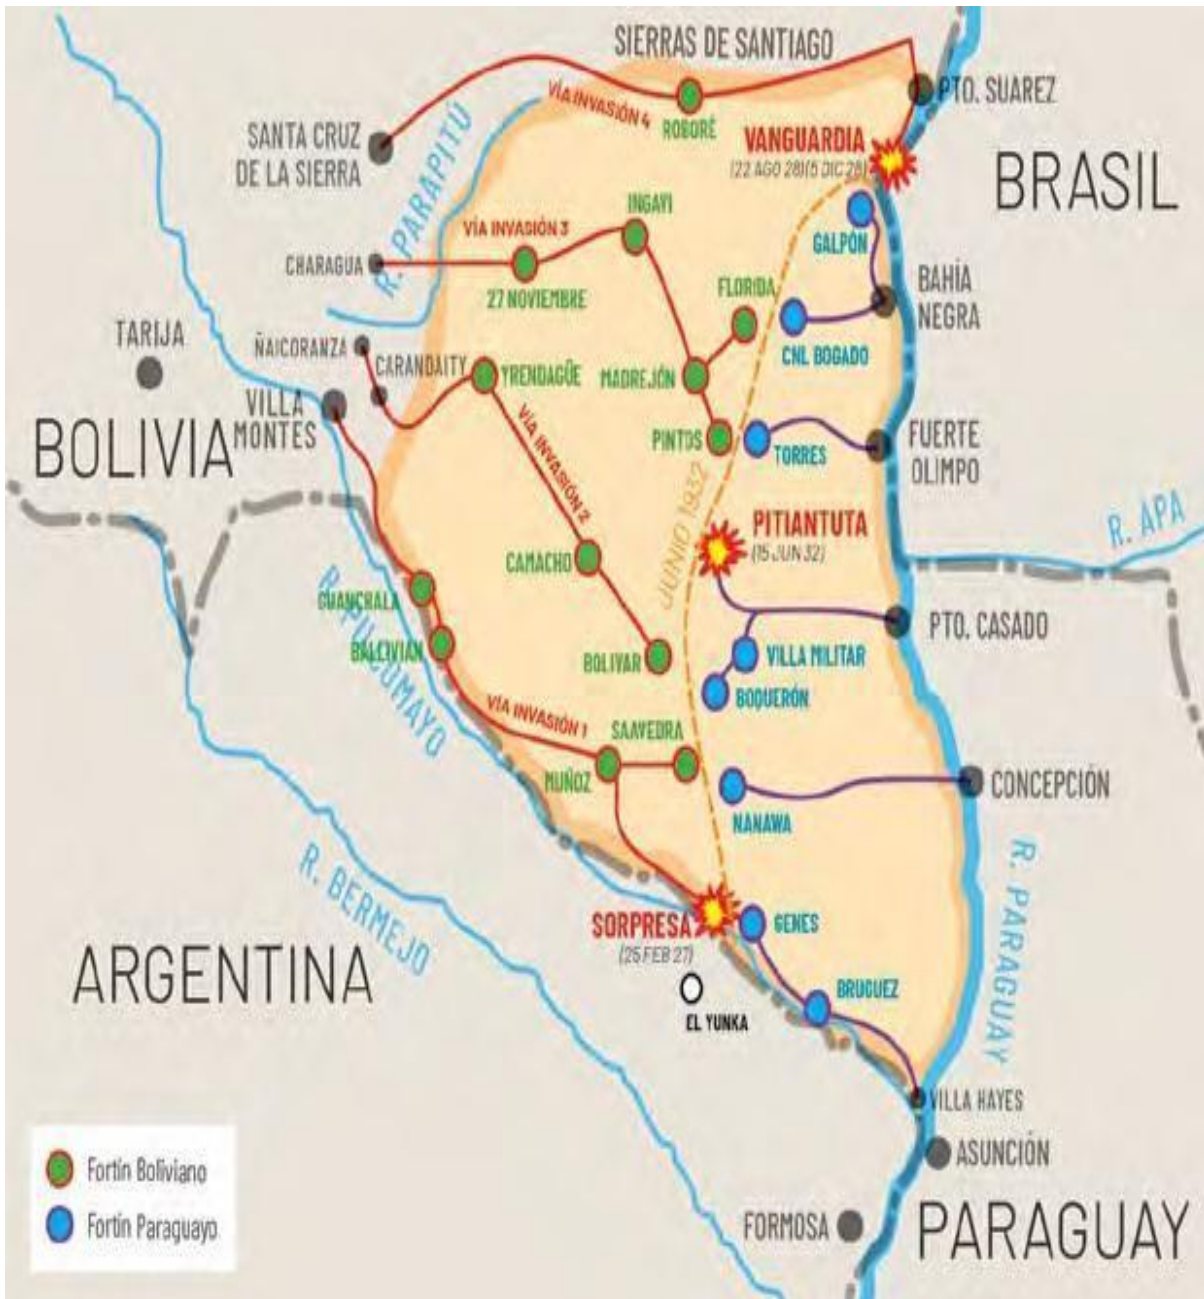 SIERRAS DE SANTIAGO
PTO. SUAREZ
VÍA INVASIÓN 4
ROBORÉ
SANTA CRUZ
DE LA SIERRA
VANGUARDIA
(22 AGO 28)(5 DIC 28)
BRASIL
R. PARAPITÚ
INGAYI
VÍA INVASIÓN 3
GALPÓN
CHARAGUA
27 NOVIEMBRE
FLORIDA
BAHÍA
NEGRA
CNL BOGADO
TARIJA
ÑAICORANZA
CARANDAITY
YRENDAGÜE
MADREJÓN
VILLA
MONTES
BOLIVIA
VÍA INVASIÓN 2
PINTOS
TORRES
FUERTE
OLIMPO
JUNIO 1932
PITIANTUTA
(15 JUN 32)
R. APA
CAMACHO
GUANCHALA
R. PILCOMAYO
PTO. CASADO
BALLIVIAN
BOLIVAR
VILLA MILITAR
BOQUERÓN
VÍA INVASIÓN 1
SAAVEDRA
MUÑOZ
CONCEPCIÓN
NANAWA
R. BERMEJO
R. PARAGUAY
SORPRESA
(25 FEB 27)
GENES
ARGENTINA
BRUGUEZ
EL YUNKA
VILLA HAYES
ASUNCIÓN
Fortín Boliviano
Fortín Paraguayo
FORMOSA
PARAGUAY